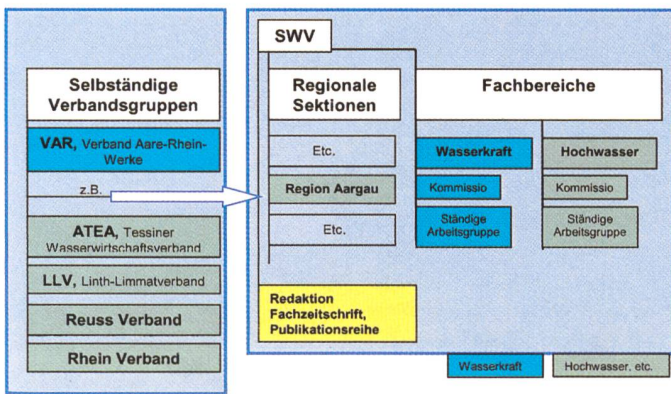 Selbständige
Verbandsgruppen
VAR, Verband Aare-Rhein-
Werke
z.B.
ATEA, Tessiner
Wasserwirtschaftsverband
LLV, Linth-Limmatverband
Reuss Verband
Rhein Verband
SWV
Regionale
Sektionen
Etc.
Region Aargau
Etc.
Redaktion
Fachzeitschrift,
Publikationsreihe
Fachbereiche
Wasserkraft
Kommissio
Ständige
Arbeitsgruppe
Hochwasser
Kommissio
Ständige
Arbeitsgruppe
Wasserkraft
Hochwasser, etc.